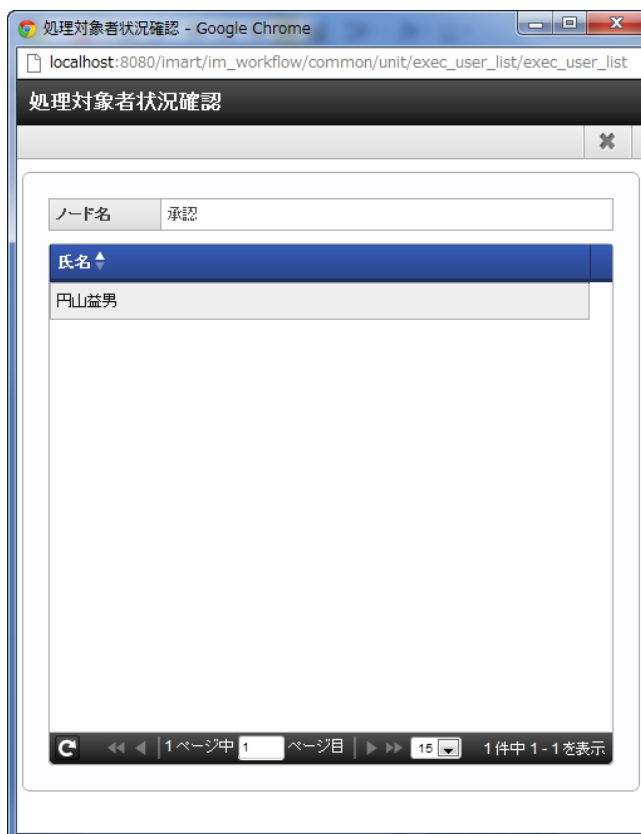 処理対象者状況確認 - Google Chrome
localhost:8080/imart/im_workflow/common/unit/exec_user_list/exec_user_list
処理対象者状況確認
ノード名 承認
氏名
円山益男
1 ページ中 1 ページ目 15 1 件中 1 - 1 を表示